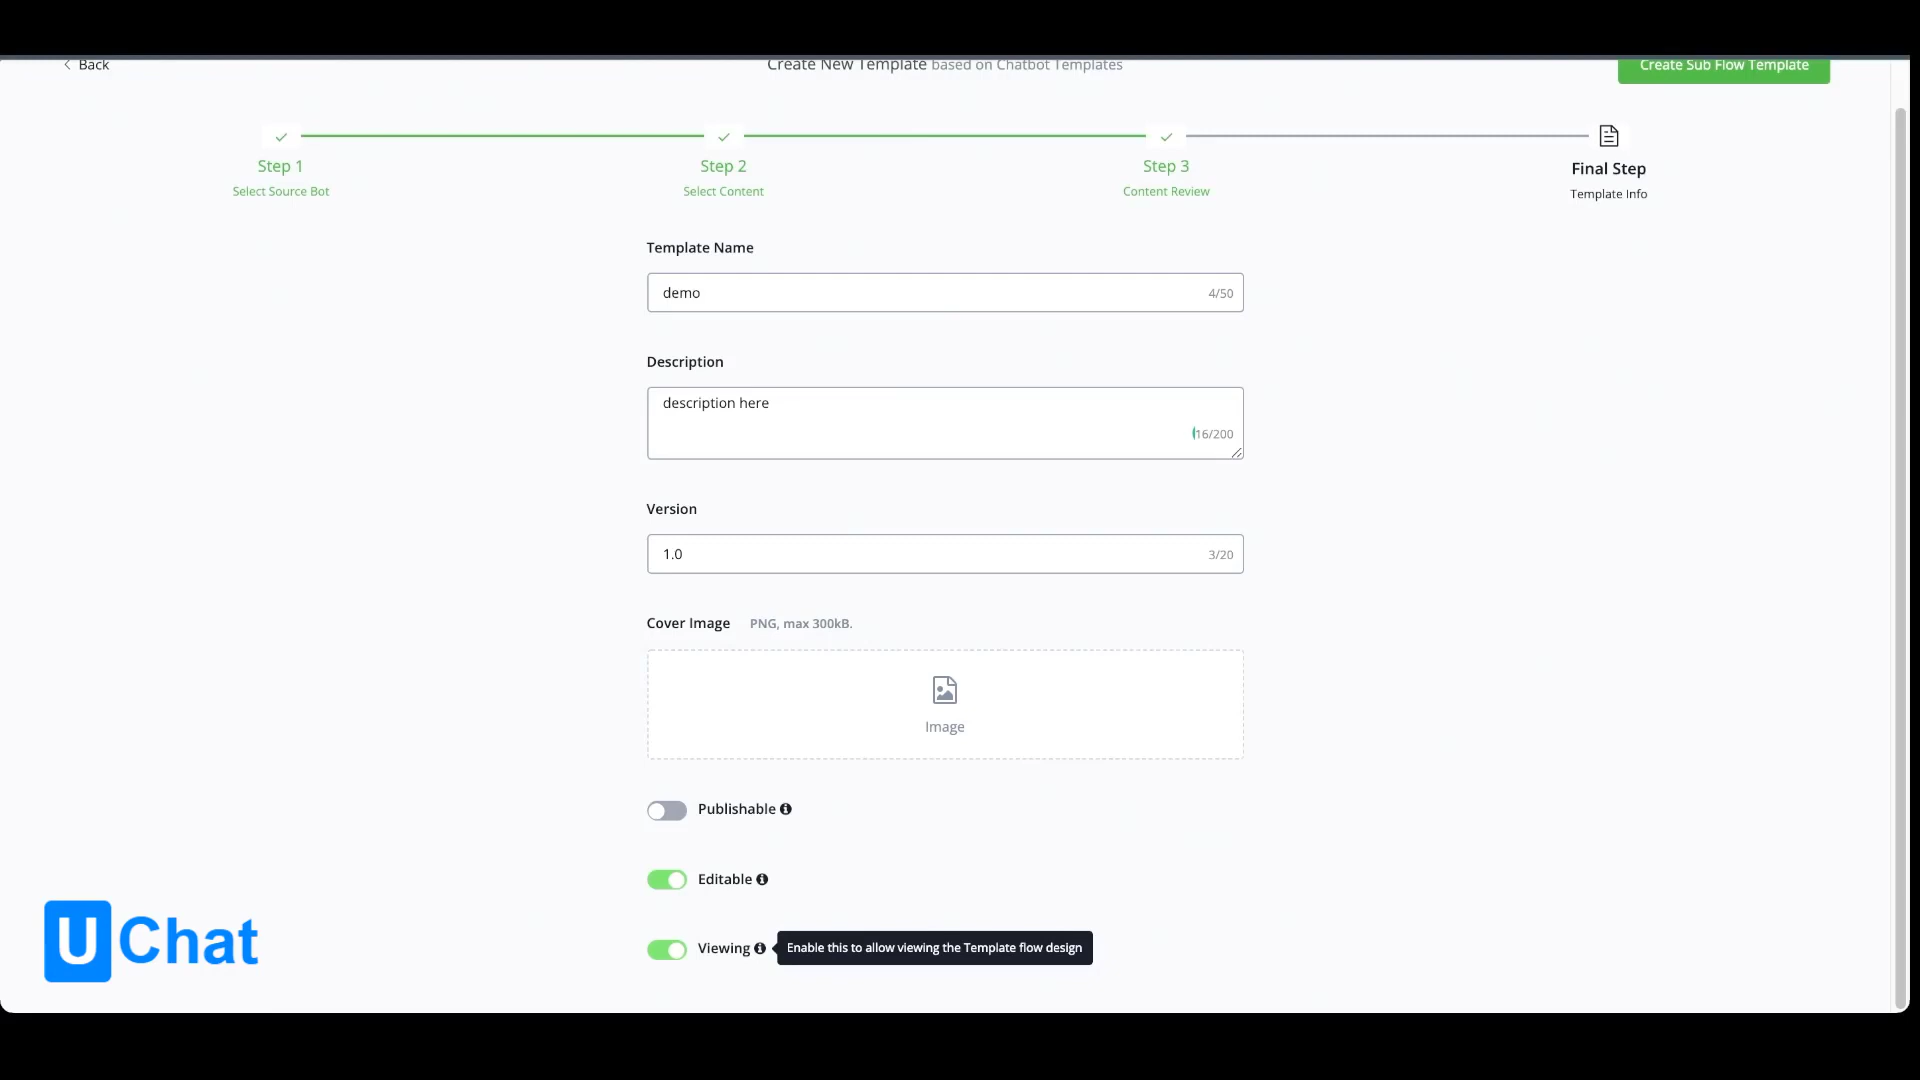 Back
Create New Template based on Chatbot Templates
Create Sub Flow Template
Step 1
Select Source Bot
Step 2
Select Content
Step 3
Content Review
Final Step
Template Info
Template Name
demo
4/50
Description
description here
16/200
Version
1.0
3/20
Cover Image PNG, max 300kB.
Image
Publishable
Editable
Viewing
Enable this to allow viewing the Template flow design
UChat